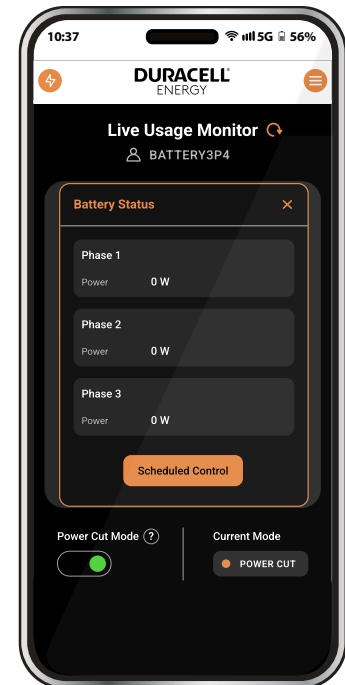 10:37 5G 56%
DURACELL
ENERGY
Live Usage Monitor
BATTERY3P4
Battery Status
Phase 1
Power 0 W
Phase 2
Power 0 W
Phase 3
Power 0 W
Scheduled Control
Power Cut Mode ? Current Mode
POWER CUT